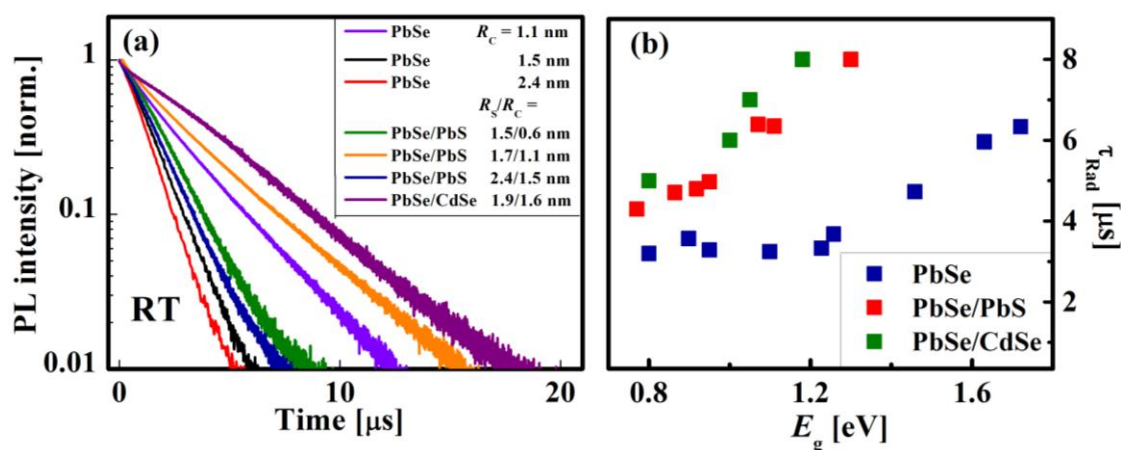 (a)
PL intensity [norm.]
1
0.1
0.01
PbSe R_C = 1.1 nm
PbSe 1.5 nm
PbSe 2.4 nm
R_S/R_C =
PbSe/PbS 1.5/0.6 nm
PbSe/PbS 1.7/1.1 nm
PbSe/PbS 2.4/1.5 nm
PbSe/CdSe 1.9/1.6 nm
RT
0 10 20
Time [μs]
(b)
8
6
4
2
τ_Rad [μs]
PbSe
PbSe/PbS
PbSe/CdSe
0.8 1.2 1.6
E_g [eV]